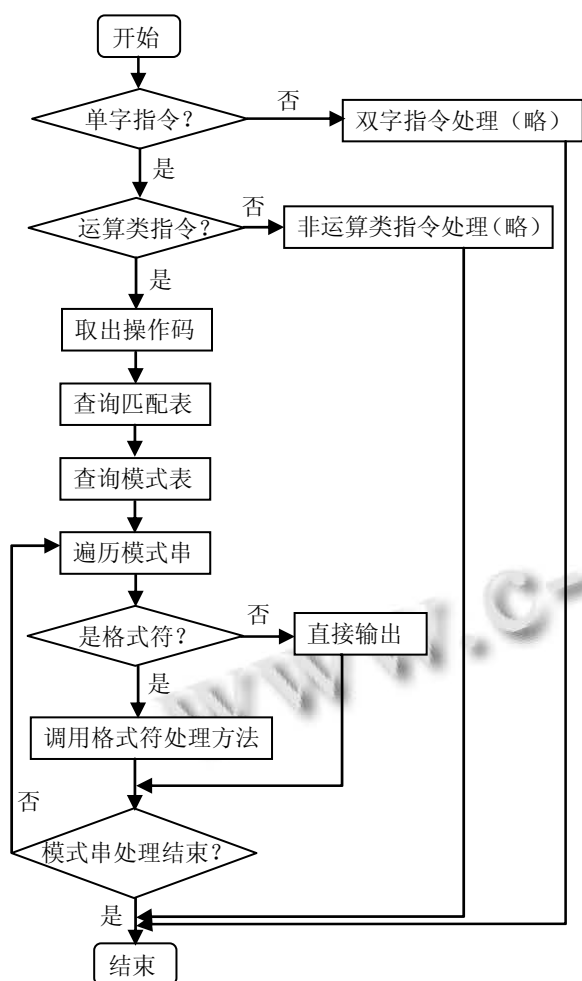 开始
单字指令?
否
双字指令处理(略)
是
运算类指令?
否
非运算类指令处理(略)
是
取出操作码
查询匹配表
查询模式表
遍历模式串
是格式符?
否
直接输出
是
调用格式符处理方法
否
模式串处理结束?
是
结束
www.c-